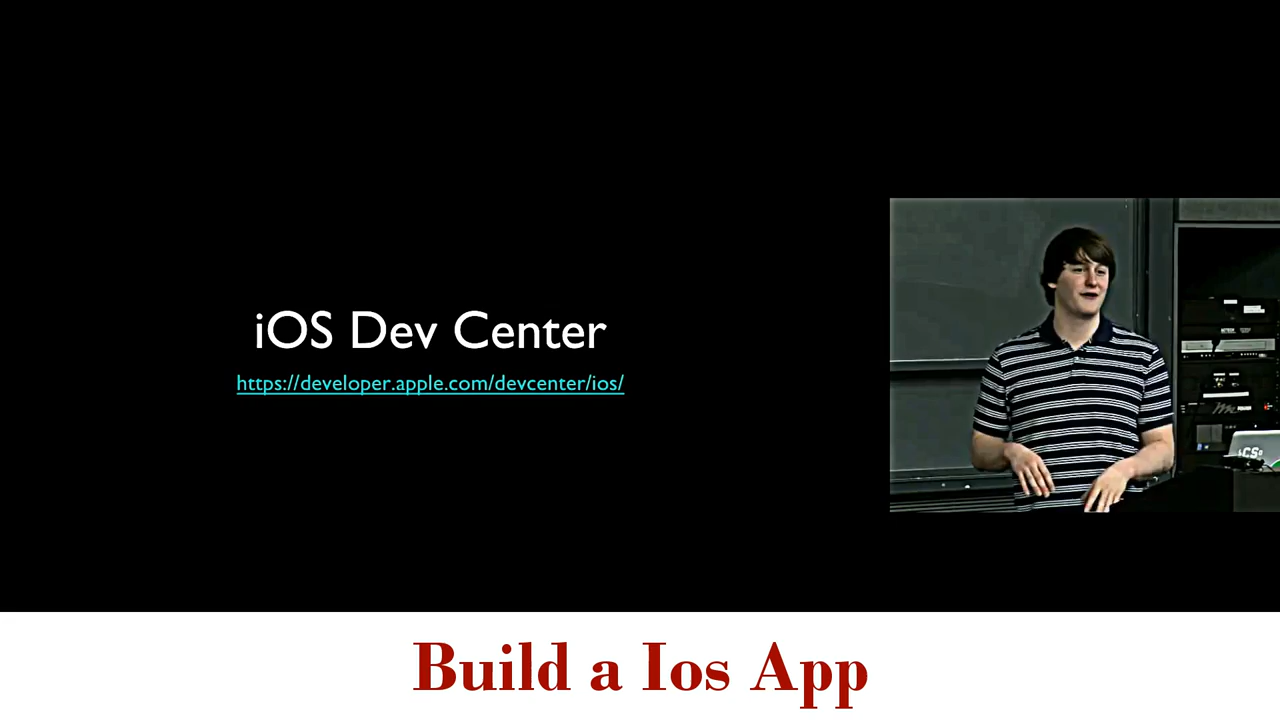 iOS Dev Center
https://developer.apple.com/devcenter/ios/
Build a Ios App